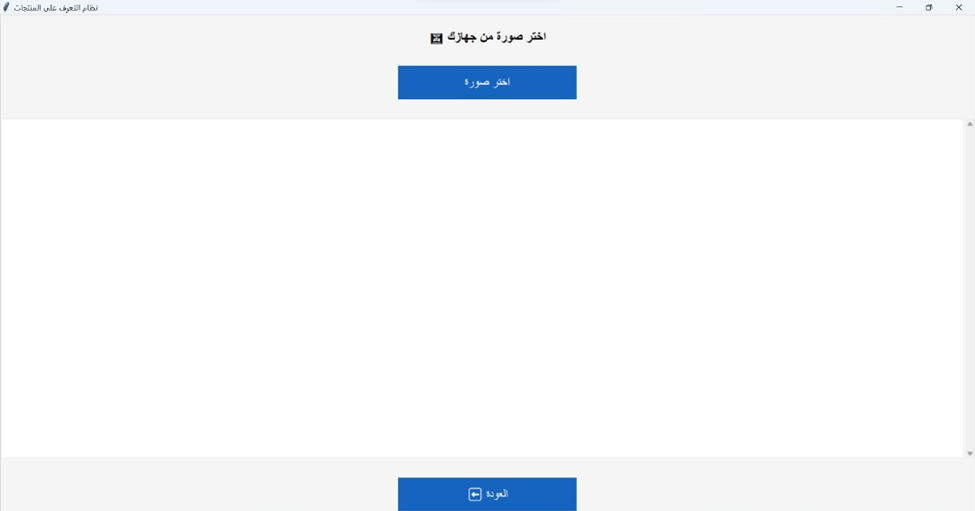 نظام التعرف على المنتجات
اختر صورة من جهازك
اختر صورة
العودة